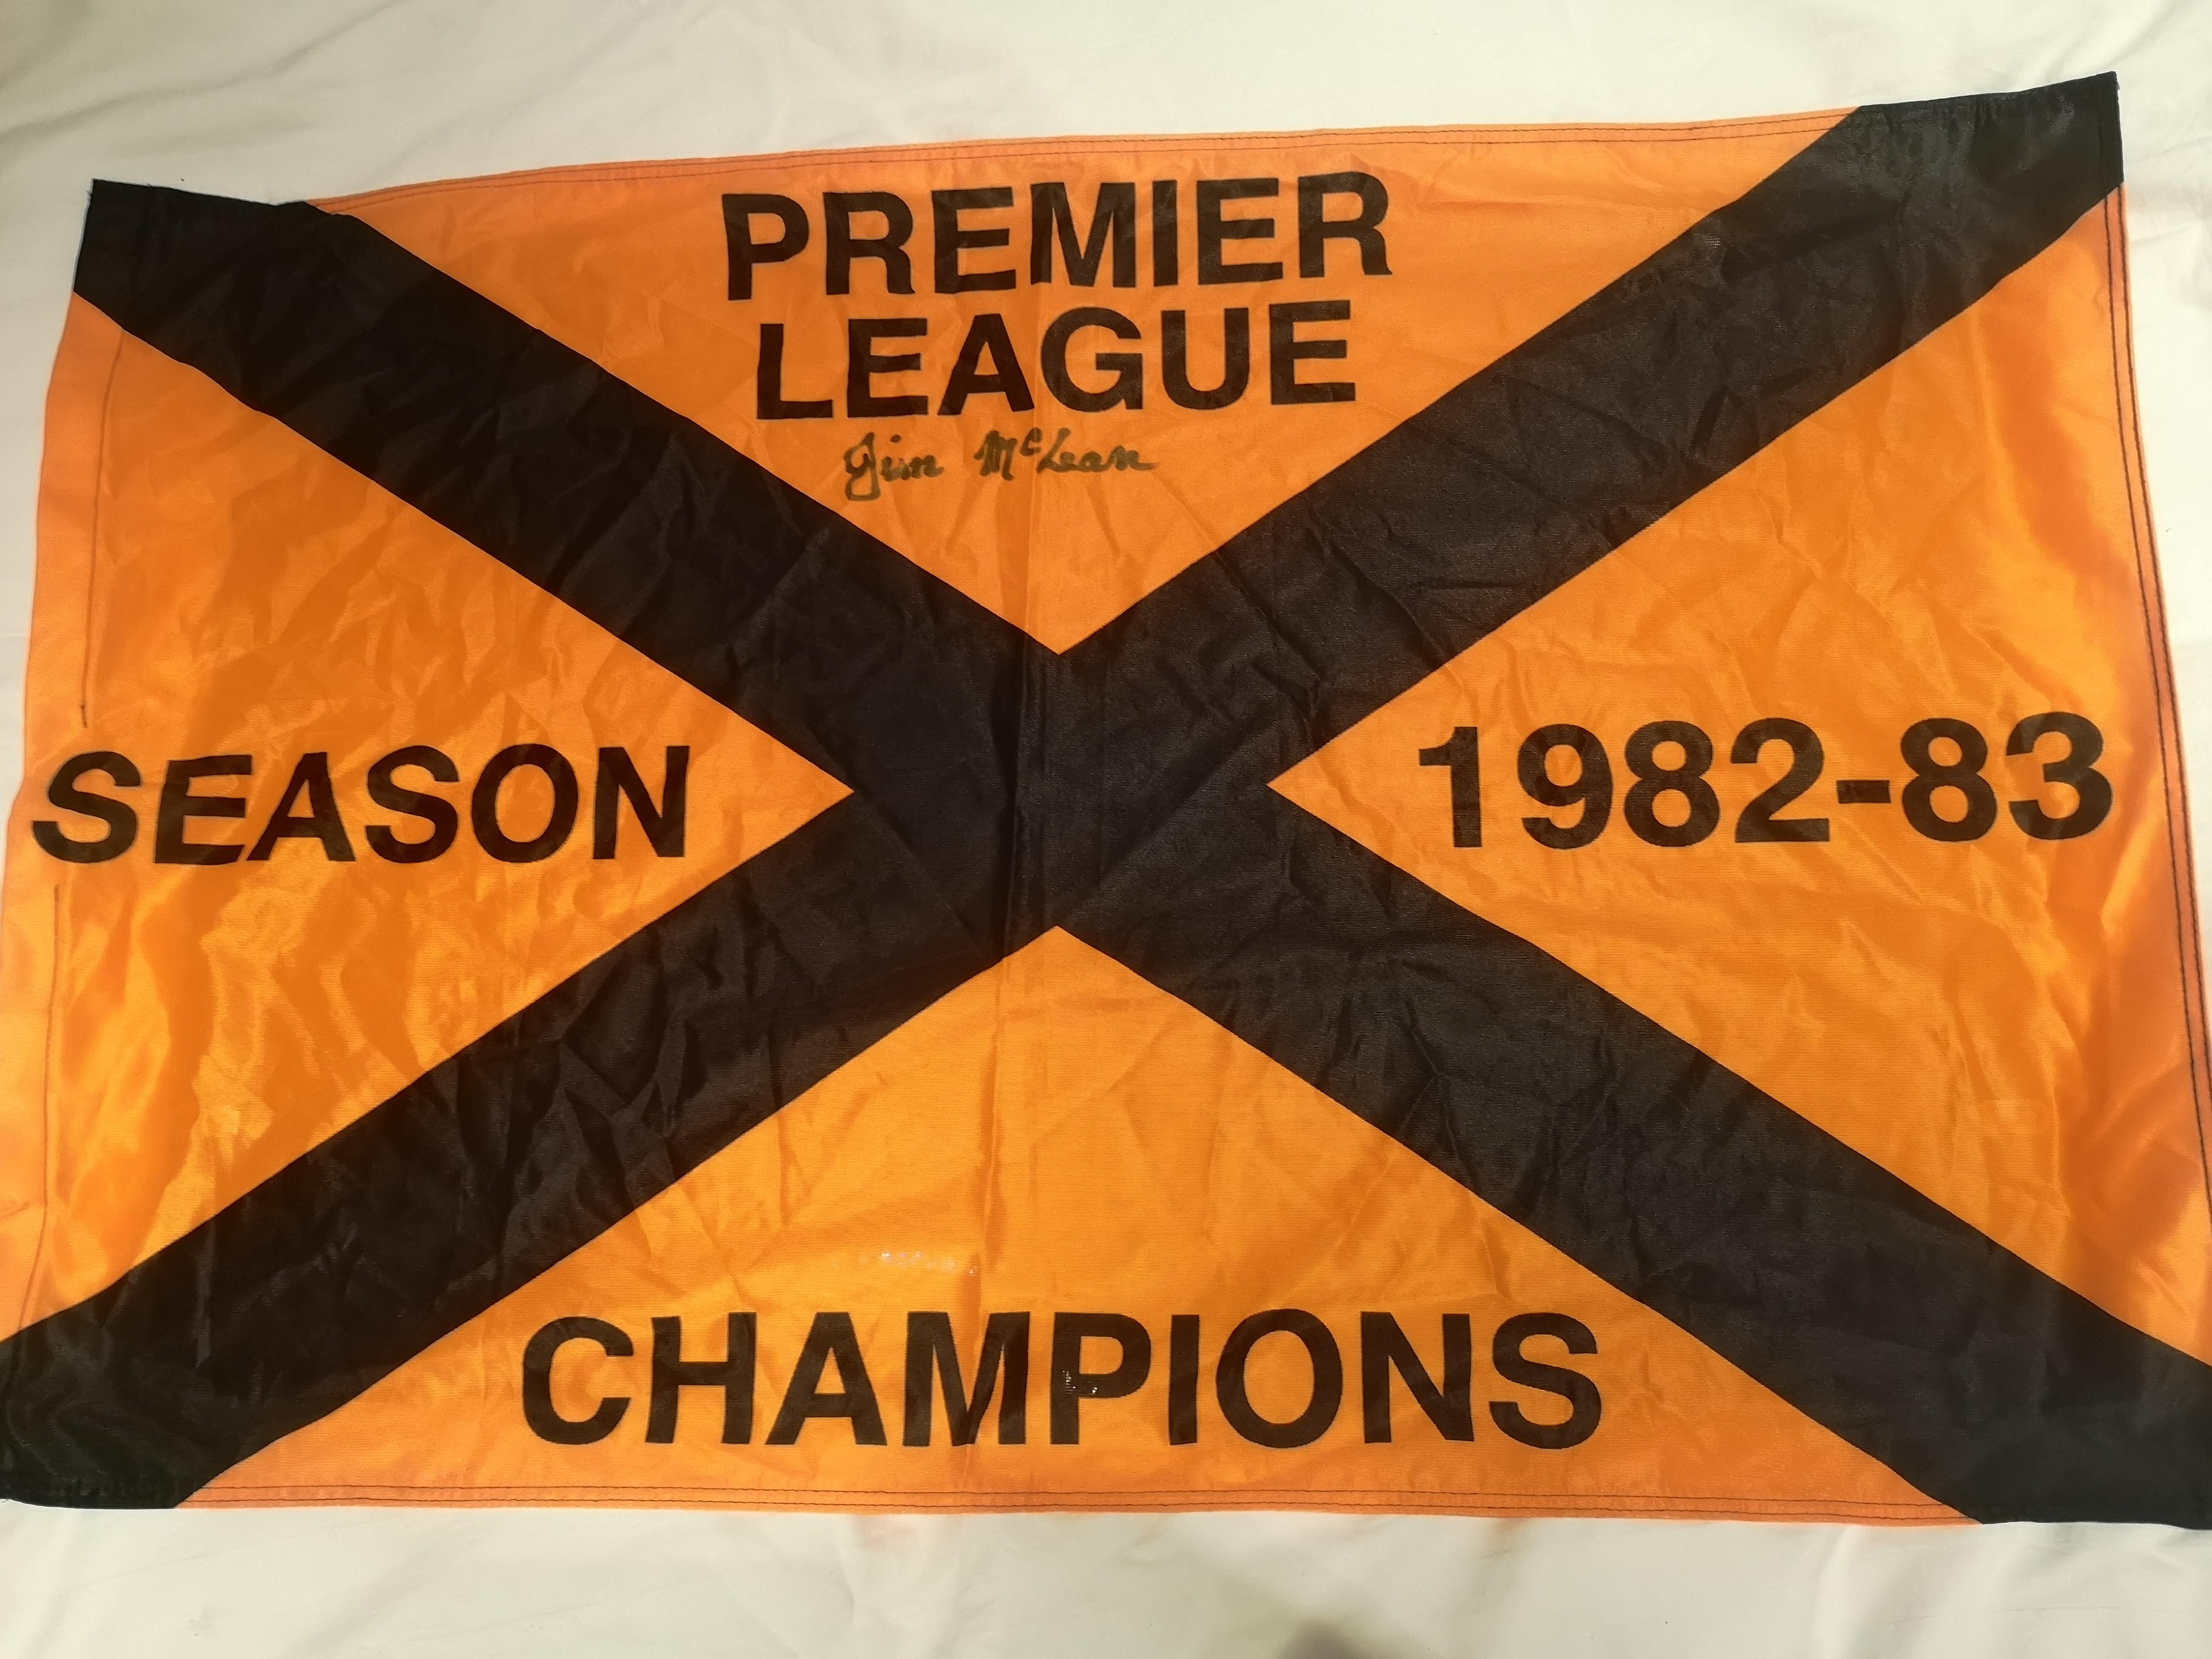 PREMIER
LEAGUE
Jim McLean
SEASON
1982-83
CHAMPIONS